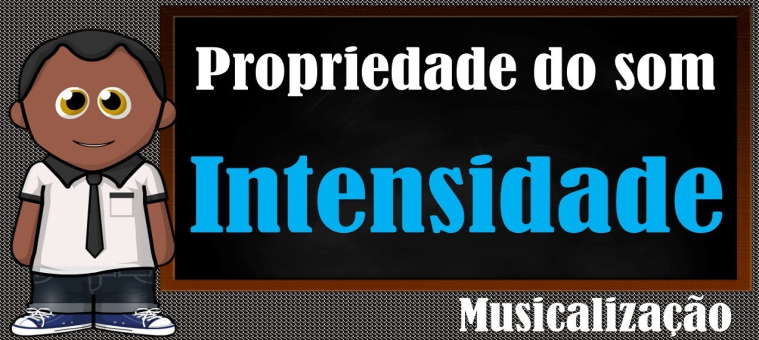 Propriedade do som
Intensidade
Musicalização